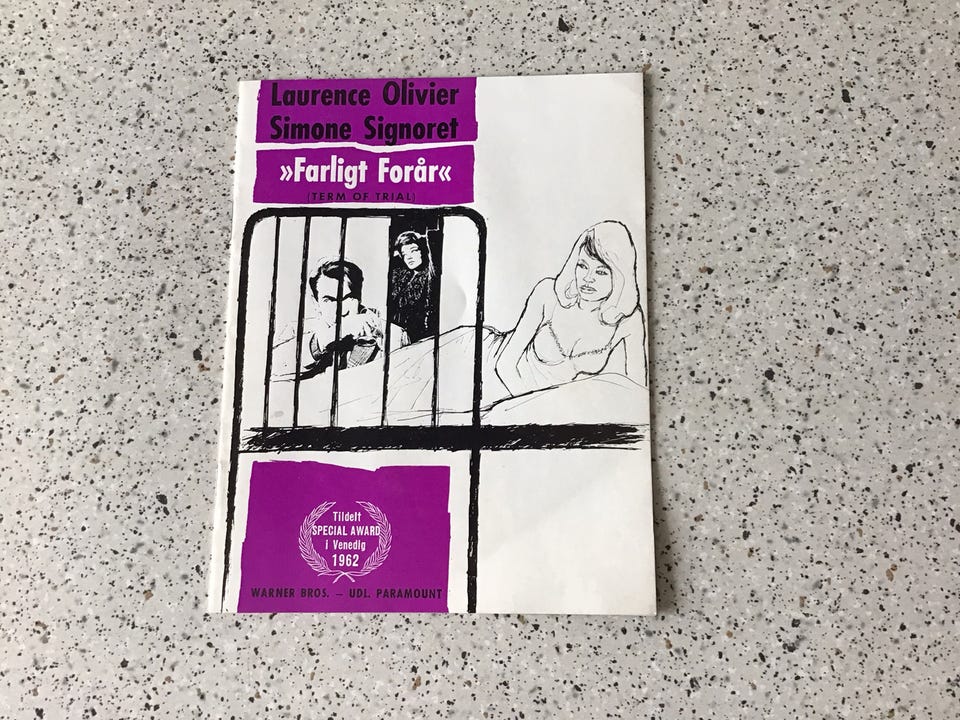 Laurence Olivier
Simone Signoret
»Farligt Forår«
(TERM OF TRIAL)
Tildelt
SPECIAL AWARD
i Venedig
1962
WARNER BROS. – UDL. PARAMOUNT